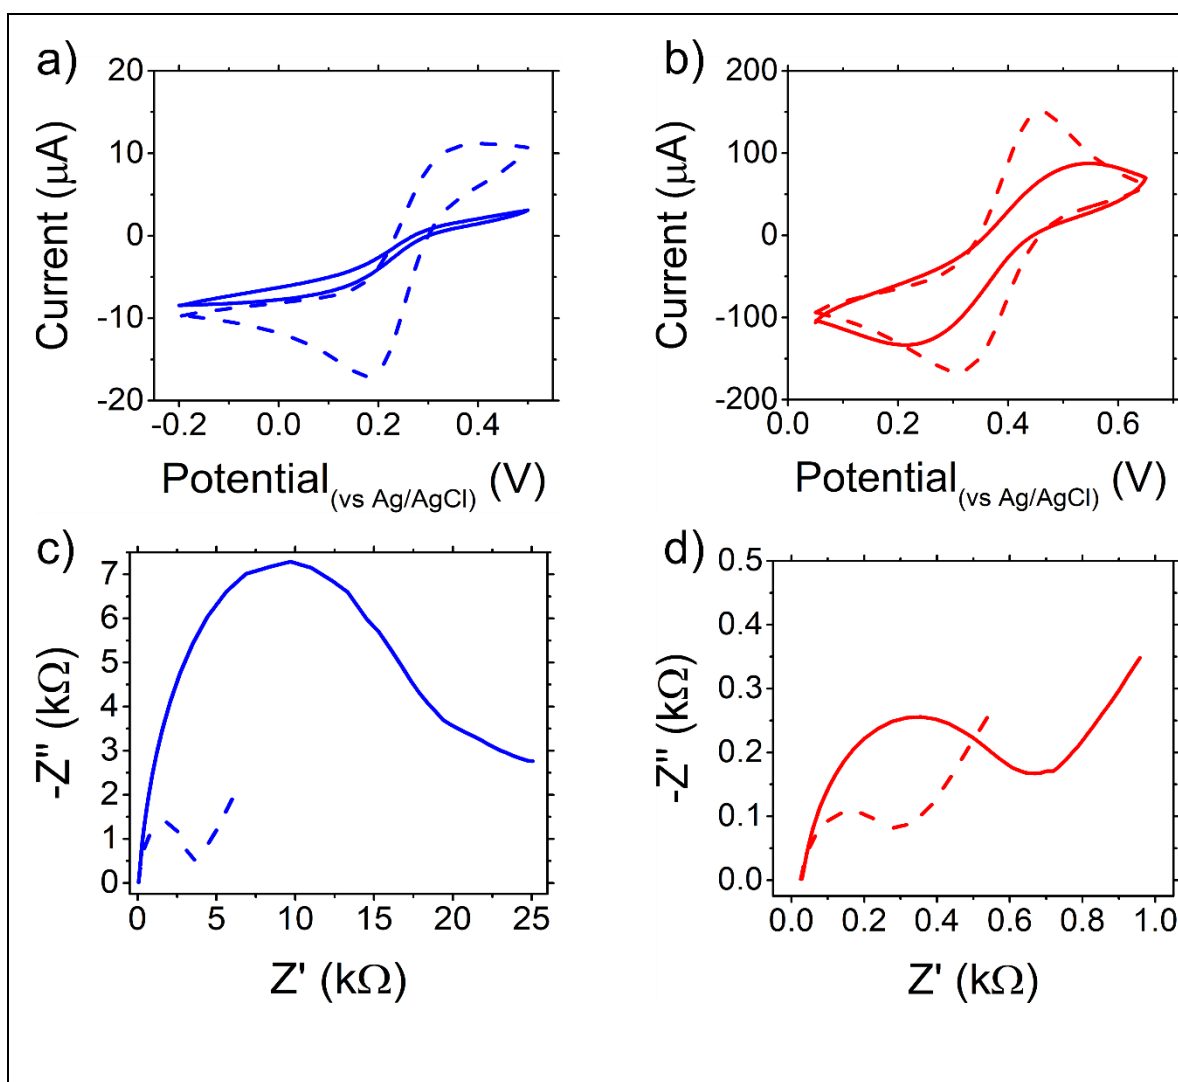 a)
20
10
0
-10
-20
Current (μA)
-0.2 0.0 0.2 0.4
Potential(vs Ag/AgCl) (V)
b)
200
100
0
-100
-200
Current (μA)
0.0 0.2 0.4 0.6
Potential(vs Ag/AgCl) (V)
c)
7
6
5
4
3
2
1
0
-Z'' (kΩ)
0 5 10 15 20 25
Z' (kΩ)
d)
0.5
0.4
0.3
0.2
0.1
0.0
-Z'' (kΩ)
0.0 0.2 0.4 0.6 0.8 1.0
Z' (kΩ)